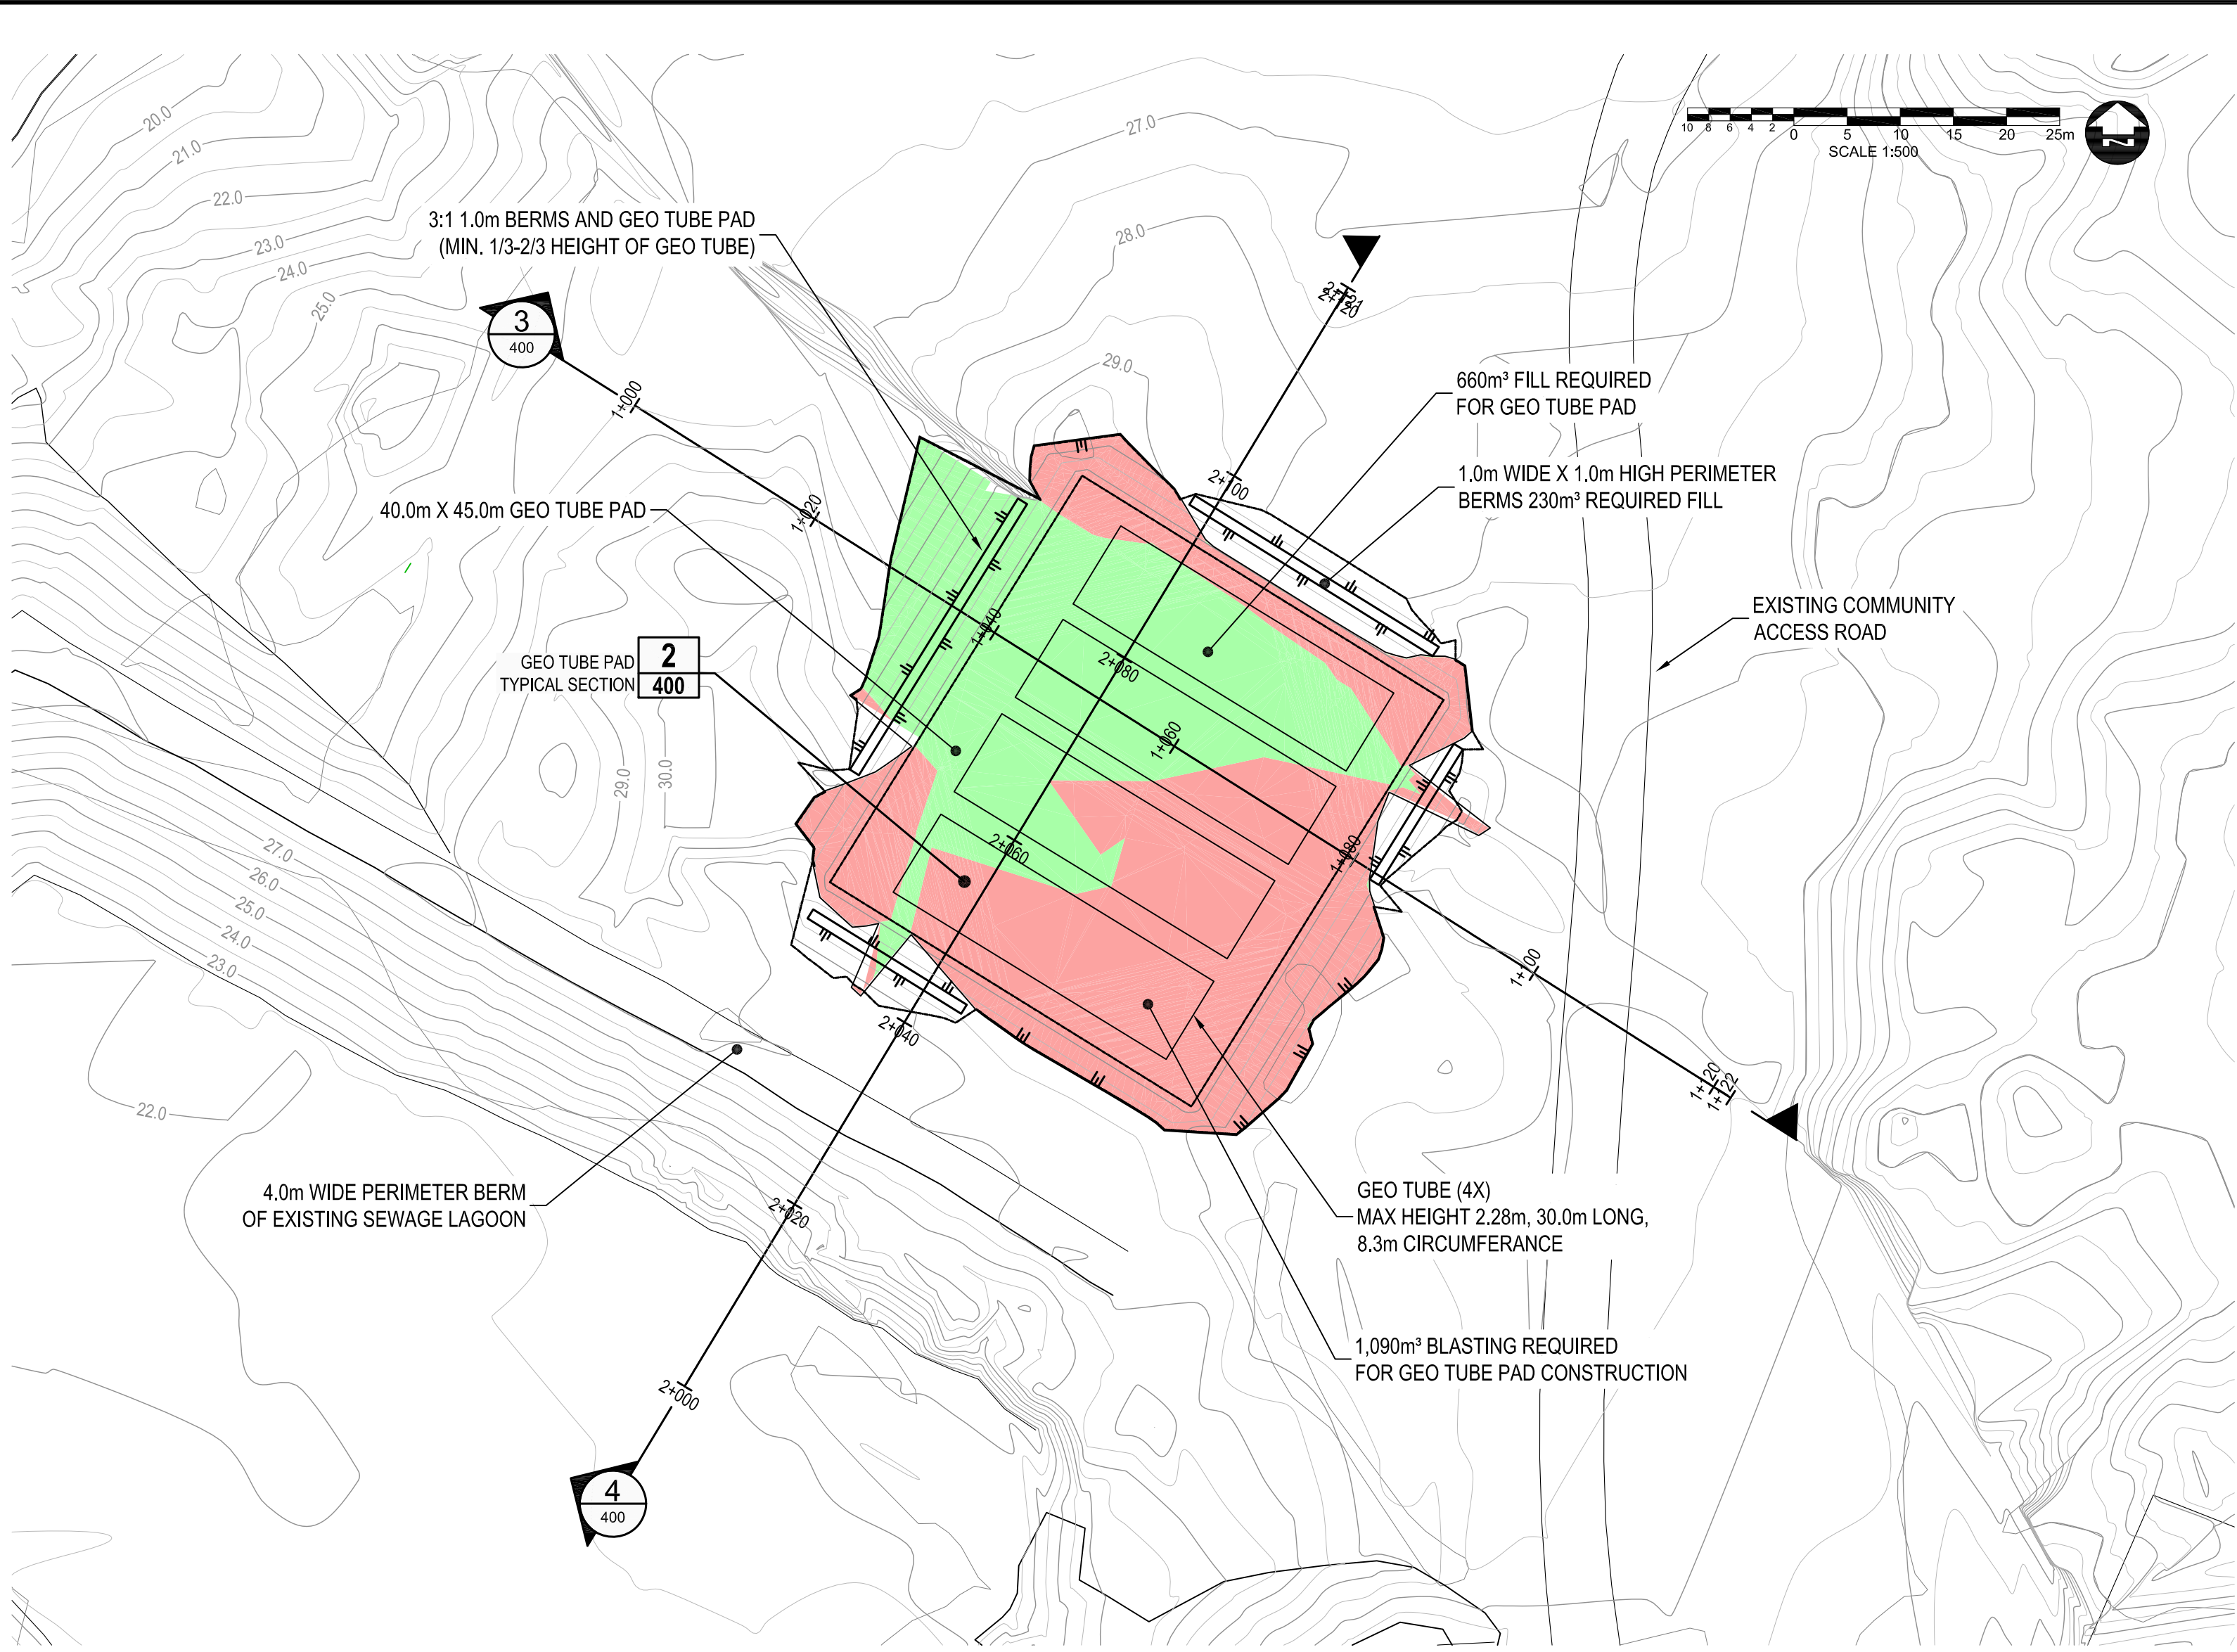 20.0
21.0
22.0
23.0
24.0
25.0
27.0
28.0
29.0
10 8 6 4 2 0 5 10 15 20 25m
SCALE 1:500
N
3:1 1.0m BERMS AND GEO TUBE PAD
(MIN. 1/3-2/3 HEIGHT OF GEO TUBE)
3
400
1+000
1+020
1+040
1+060
1+080
1+100
1+120
1+122
2+121
2+120
2+100
2+080
2+060
2+040
2+020
2+000
660m³ FILL REQUIRED
FOR GEO TUBE PAD
1.0m WIDE X 1.0m HIGH PERIMETER
BERMS 230m³ REQUIRED FILL
40.0m X 45.0m GEO TUBE PAD
EXISTING COMMUNITY
ACCESS ROAD
GEO TUBE PAD
TYPICAL SECTION
2
400
29.0
30.0
27.0
26.0
25.0
24.0
23.0
22.0
4.0m WIDE PERIMETER BERM
OF EXISTING SEWAGE LAGOON
GEO TUBE (4X)
MAX HEIGHT 2.28m, 30.0m LONG,
8.3m CIRCUMFERANCE
1,090m³ BLASTING REQUIRED
FOR GEO TUBE PAD CONSTRUCTION
4
400